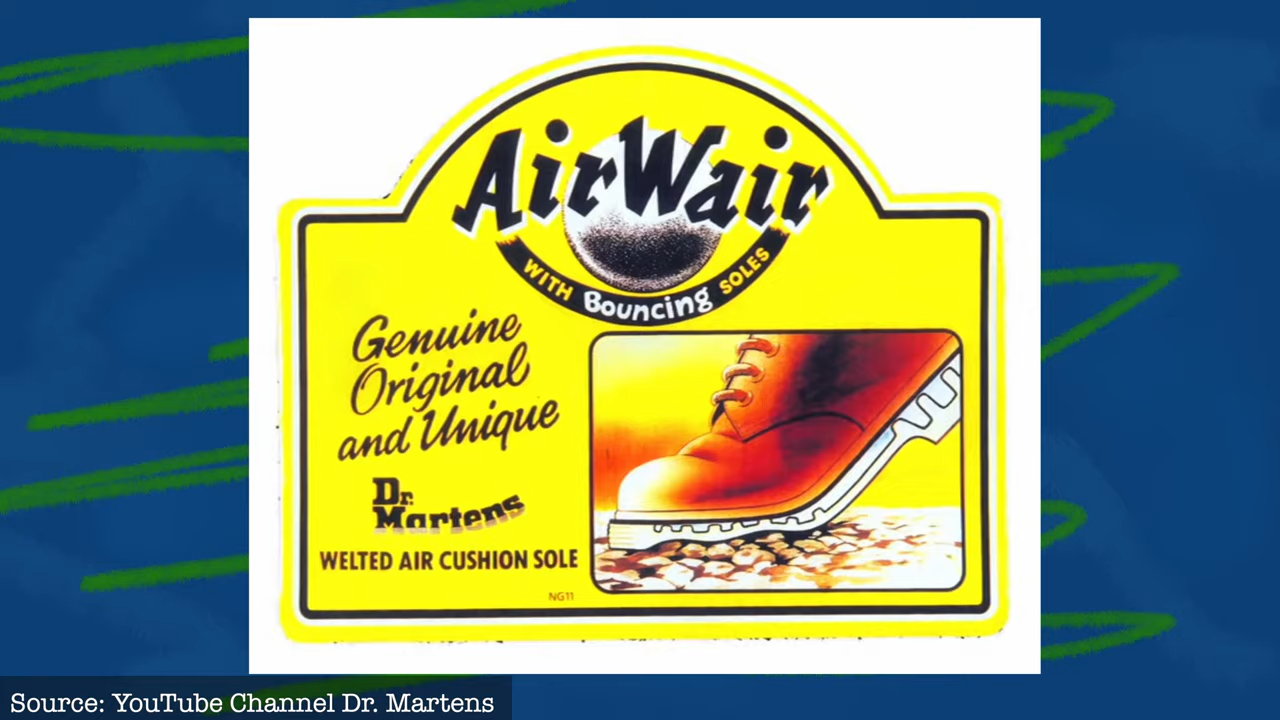 AirWair
WITH Bouncing SOLES
Genuine
Original
and Unique
Dr.
Martens
WELTED AIR CUSHION SOLE
NG11
Source: YouTube Channel Dr. Martens